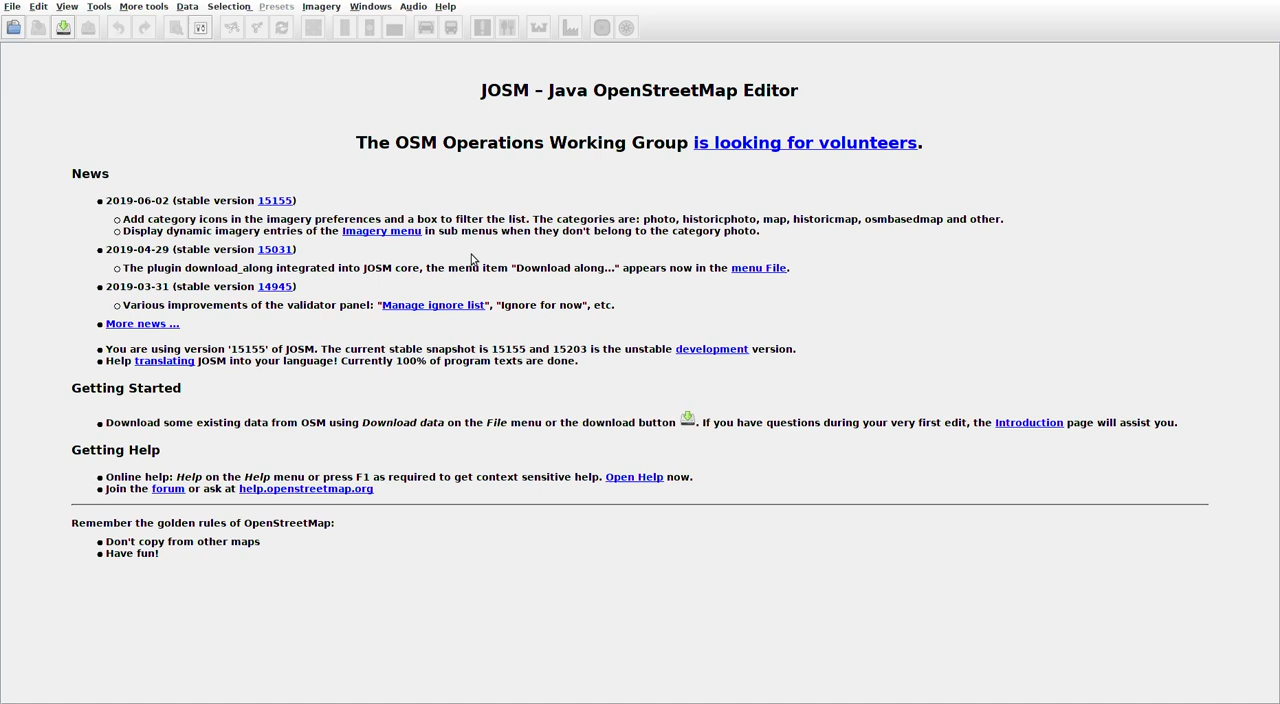 File Edit View Tools More tools Data Selection Presets Imagery Windows Audio Help
JOSM – Java OpenStreetMap Editor
The OSM Operations Working Group is looking for volunteers.
News
2019-06-02 (stable version 15155)
Add category icons in the imagery preferences and a box to filter the list. The categories are: photo, historicphoto, map, historicmap, osmbasedmap and other.
Display dynamic imagery entries of the Imagery menu in sub menus when they don't belong to the category photo.
2019-04-29 (stable version 15031)
The plugin download_along integrated into JOSM core, the menu item "Download along..." appears now in the menu File.
2019-03-31 (stable version 14945)
Various improvements of the validator panel: "Manage ignore list", "Ignore for now", etc.
More news ...
You are using version '15155' of JOSM. The current stable snapshot is 15155 and 15203 is the unstable development version.
Help translating JOSM into your language! Currently 100% of program texts are done.
Getting Started
Download some existing data from OSM using Download data on the File menu or the download button . If you have questions during your very first edit, the Introduction page will assist you.
Getting Help
Online help: Help on the Help menu or press F1 as required to get context sensitive help. Open Help now.
Join the forum or ask at help.openstreetmap.org
Remember the golden rules of OpenStreetMap:
Don't copy from other maps
Have fun!